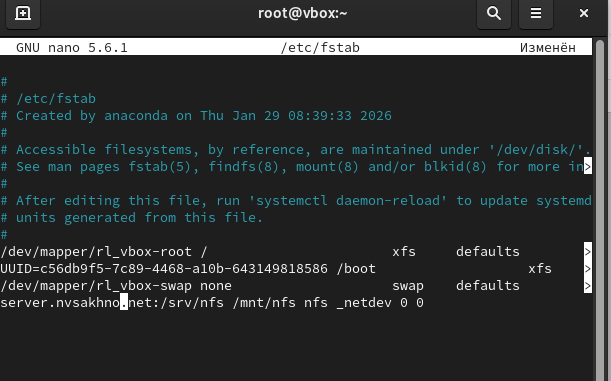 root@vbox:~
GNU nano 5.6.1 /etc/fstab Изменён
#
# /etc/fstab
# Created by anaconda on Thu Jan 29 08:39:33 2026
#
# Accessible filesystems, by reference, are maintained under '/dev/disk/'.
# See man pages fstab(5), findfs(8), mount(8) and/or blkid(8) for more in>
#
# After editing this file, run 'systemctl daemon-reload' to update systemd
# units generated from this file.
#
/dev/mapper/rl_vbox-root / xfs defaults >
UUID=c56db9f5-7c89-4468-a10b-643149818586 /boot xfs >
/dev/mapper/rl_vbox-swap none swap defaults >
server.nvsakhno.net:/srv/nfs /mnt/nfs nfs _netdev 0 0